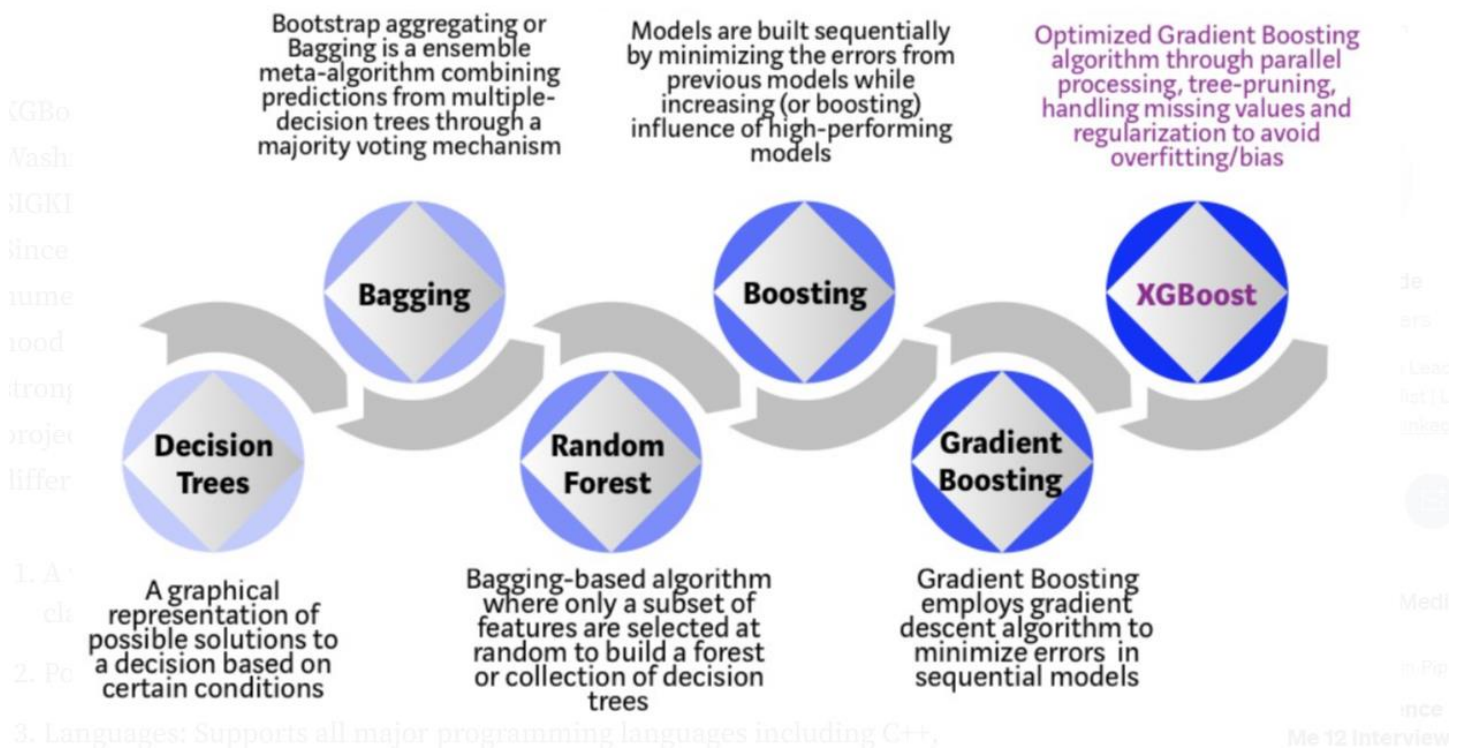 Bootstrap aggregating or
Bagging is a ensemble
meta-algorithm combining
predictions from multiple-
decision trees through a
majority voting mechanism
Models are built sequentially
by minimizing the errors from
previous models while
increasing (or boosting)
influence of high-performing
models
Optimized Gradient Boosting
algorithm through parallel
processing, tree-pruning,
handling missing values and
regularization to avoid
overfitting/bias
Bagging
Boosting
XGBoost
Decision
Trees
Random
Forest
Gradient
Boosting
A graphical
representation of
possible solutions to
a decision based on
certain conditions
Bagging-based algorithm
where only a subset of
features are selected at
random to build a forest
or collection of decision
trees
Gradient Boosting
employs gradient
descent algorithm to
minimize errors in
sequential models
Since
1. A
2.
3. Languages: Supports all major programming languages including C++,
Me 12 Interview